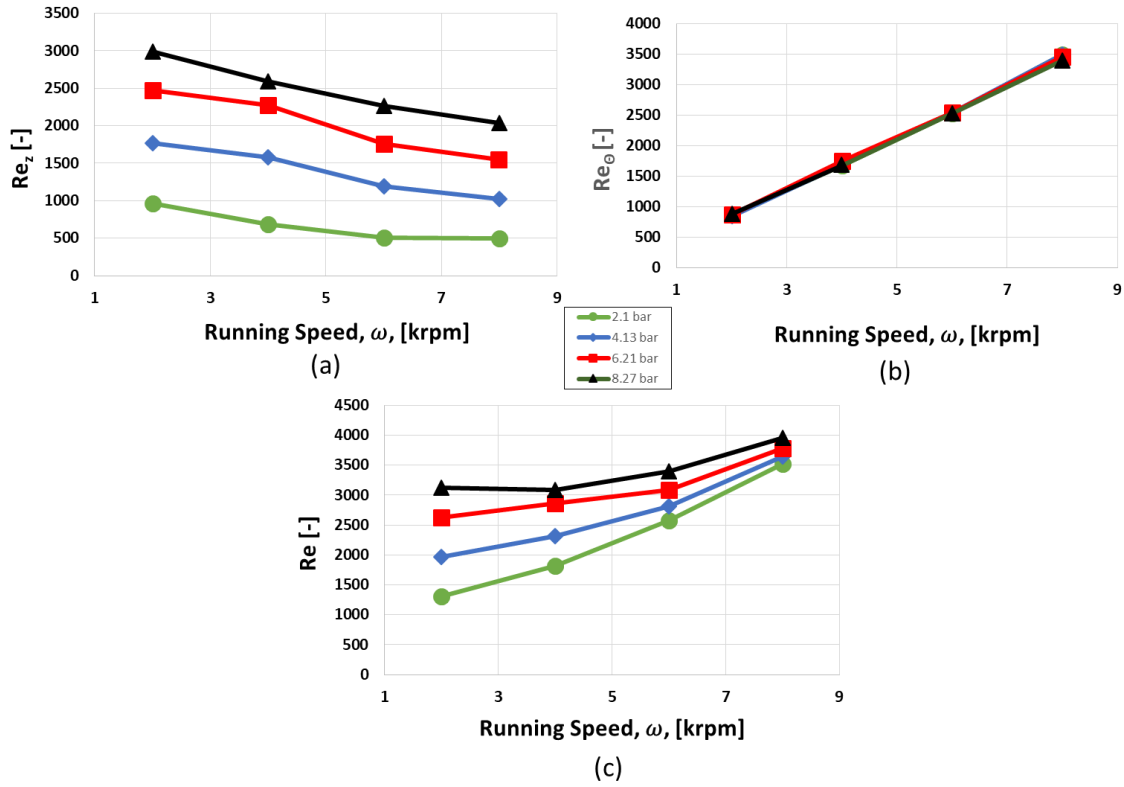 3500
3000
2500
2000
1500
1000
500
0
Re_z [-]
1 3 5 7 9
Running Speed, ω, [krpm]
(a)
4000
3500
3000
2500
2000
1500
1000
500
0
Re_Θ [-]
1 3 5 7 9
Running Speed, ω, [krpm]
(b)
2.1 bar
4.13 bar
6.21 bar
8.27 bar
4500
4000
3500
3000
2500
2000
1500
1000
500
0
Re [-]
1 3 5 7 9
Running Speed, ω, [krpm]
(c)